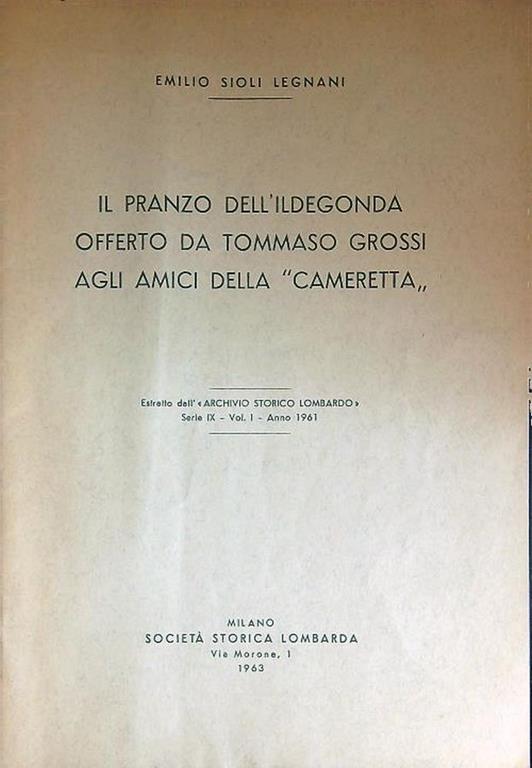 EMILIO SIOLI LEGNANI
IL PRANZO DELL'ILDEGONDA
OFFERTO DA TOMMASO GROSSI
AGLI AMICI DELLA "CAMERETTA„
Estratto dall'«ARCHIVIO STORICO LOMBARDO»
Serie IX - Vol. I - Anno 1961
MILANO
SOCIETÀ STORICA LOMBARDA
Via Morone, 1
1963